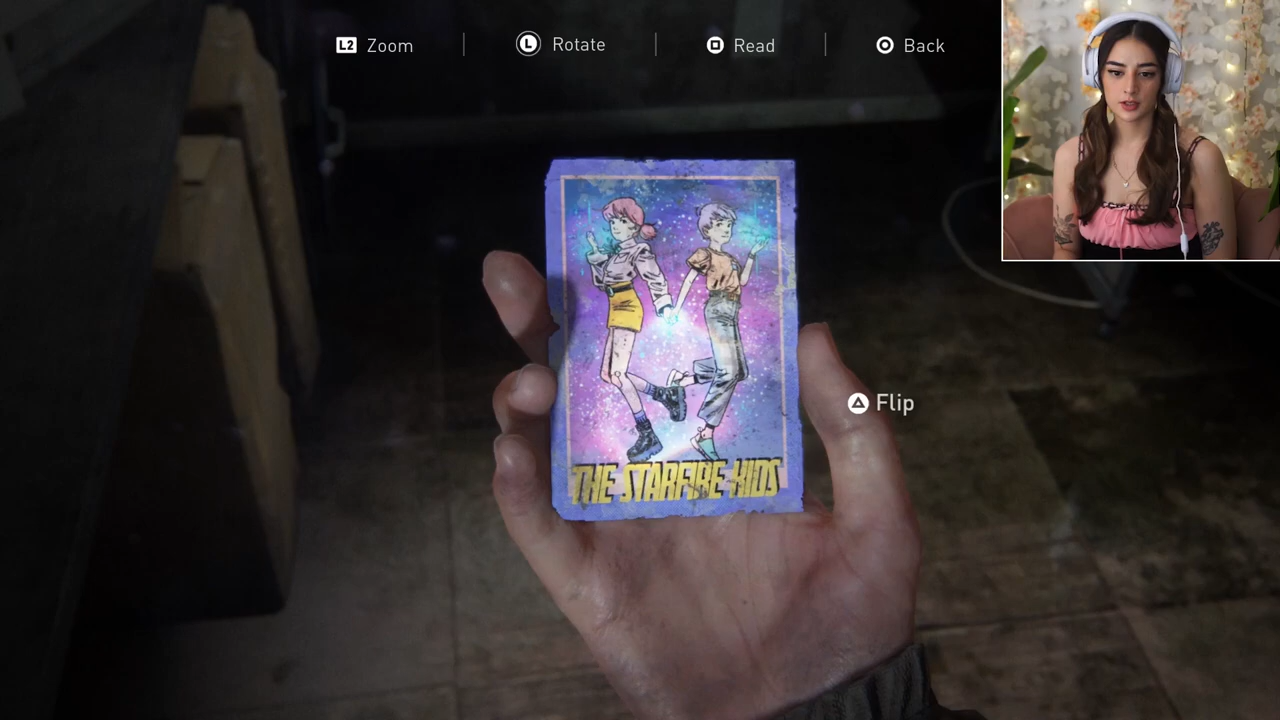 L2 Zoom
L Rotate
Read
Back
Flip
THE STARFIRE KIDS